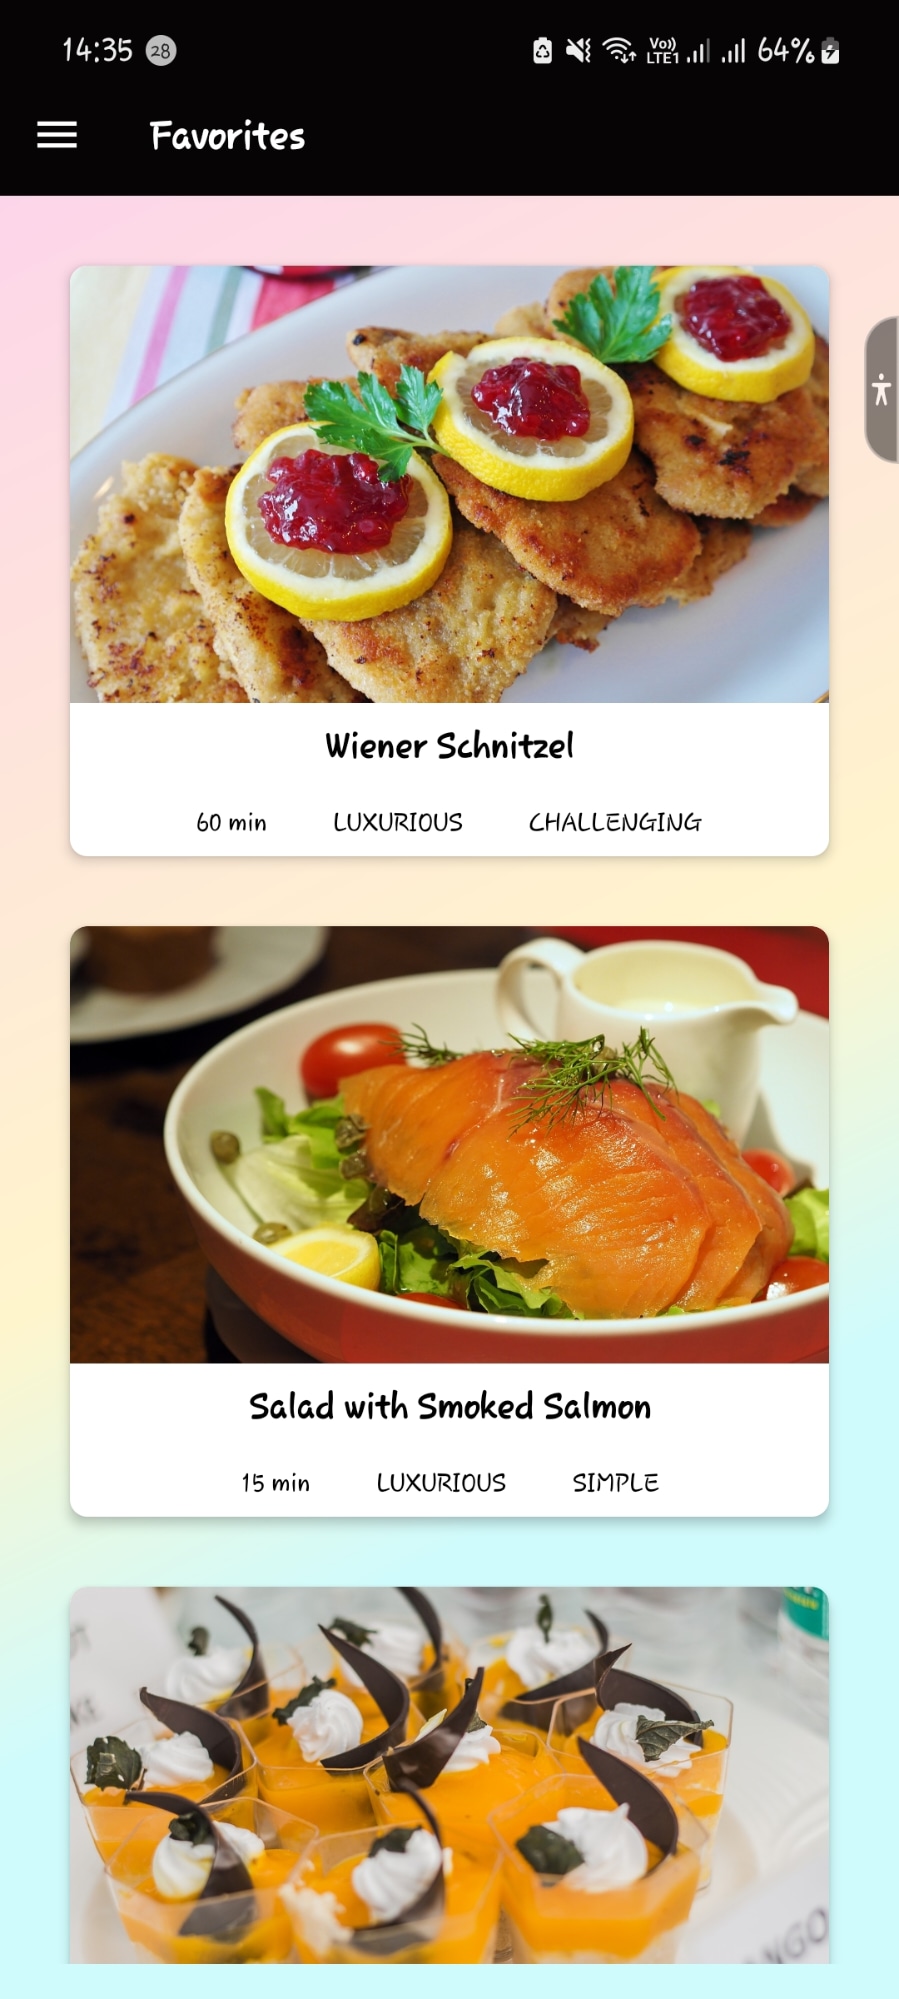 14:35 28 Vo)) LTE1 64%
Favorites
Wiener Schnitzel
60 min LUXURIOUS CHALLENGING
Salad with Smoked Salmon
15 min LUXURIOUS SIMPLE